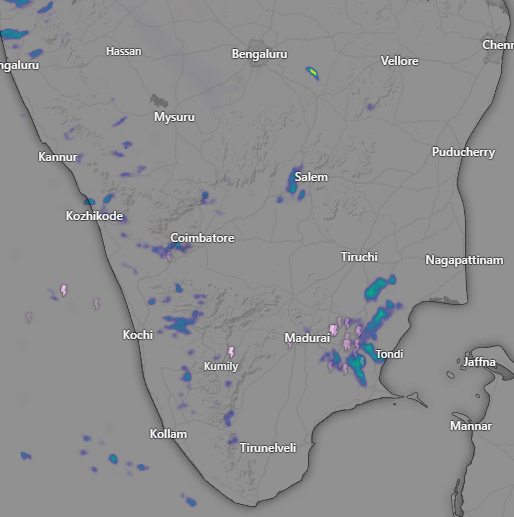 Hassan
Bengaluru
Chenn
ngaluru
Vellore
Mysuru
Kannur
Puducherry
Salem
Kozhikode
Coimbatore
Tiruchi
Nagapattinam
Kochi
Madurai
Tondi
Kumily
Jaffna
Mannar
Kollam
Tirunelveli